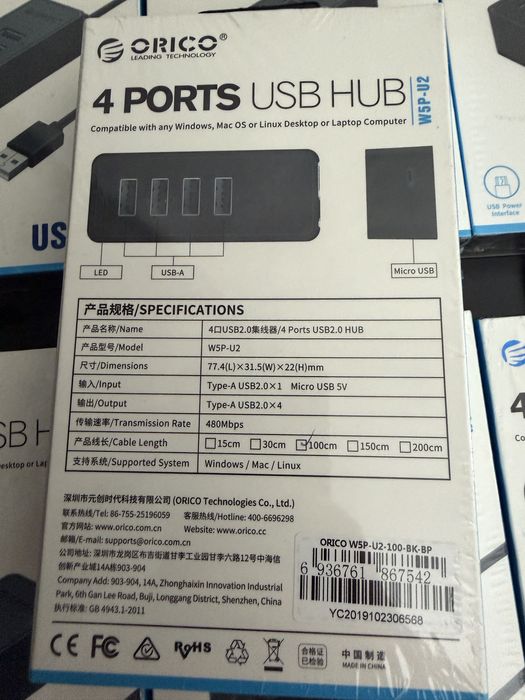 ORICO®
LEADING TECHNOLOGY
4 PORTS USB HUB
W5P-U2
Compatible with any Windows, Mac OS or Linux Desktop or Laptop Computer
LED
USB-A
Micro USB
USB Power
Interface
US
产品规格/SPECIFICATIONS
产品名称/Name 4口USB2.0集线器/4 Ports USB2.0 HUB
产品型号/Model W5P-U2
尺寸/Dimensions 77.4(L)×31.5(W)×22(H)mm
输入/Input Type-A USB2.0×1 Micro USB 5V
输出/Output Type-A USB2.0×4
传输速率/Transmission Rate 480Mbps
产品线长/Cable Length 15cm 30cm 100cm 150cm 200cm
支持系统/Supported System Windows / Mac / Linux
深圳市元创时代科技有限公司 (ORICO Technologies Co., Ltd.)
联系热线/Tel: 86-755-25196059 客服热线/Hotline: 400-6696298
官方网站: www.orico.com.cn Website: www.orico.cc
邮箱/E-mail: supports@orico.com.cn
公司地址: 深圳市龙岗区布吉街道甘李工业园甘李六路12号中海信
创新产业城14A栋903-904
Company Add: 903-904, 14A, Zhonghaixin Innovation Industrial
Park, 6th Gan Lee Road, Buji, Longgang District, Shenzhen, China
执行标准: GB 4943.1-2011
ORICO W5P-U2-100-BK-BP
6 936761 867542
YC2019102306568
CE FC RoHS
合格证
已检验
中国制造
MADE IN CHINA
SB H
esktop or Lap
4
Co